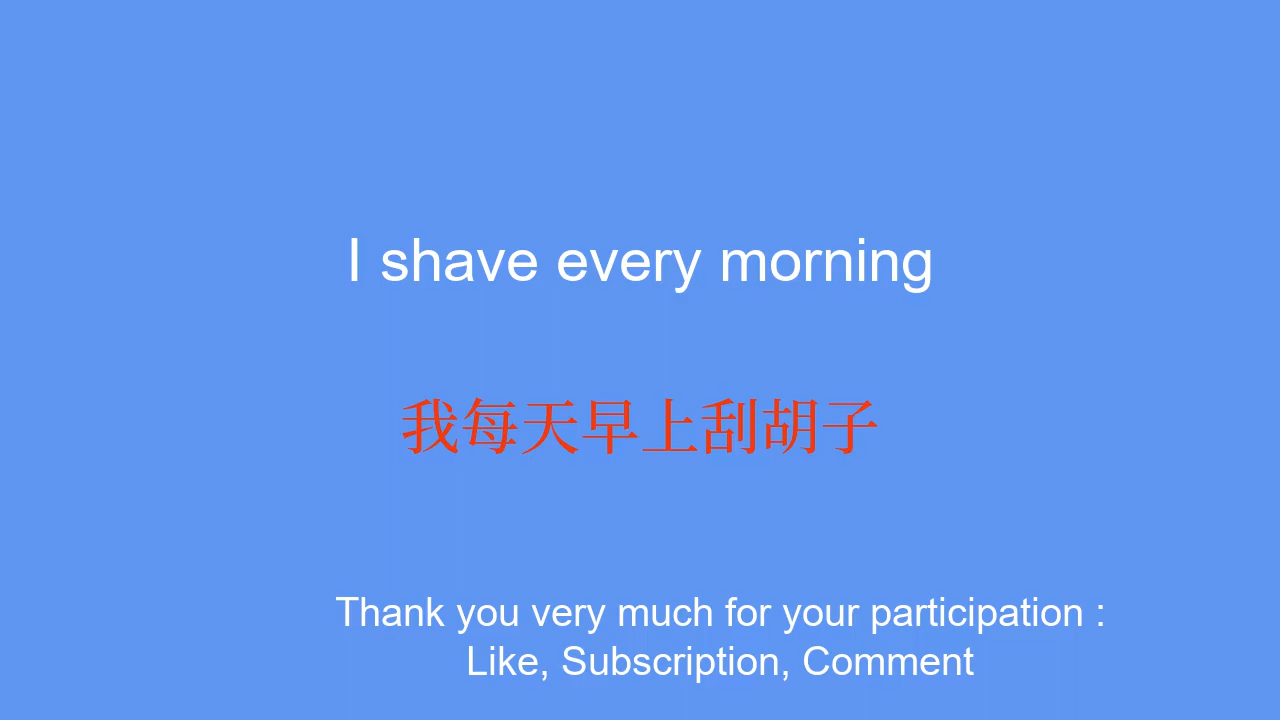 I shave every morning
我每天早上刮胡子
Thank you very much for your participation :
Like, Subscription, Comment